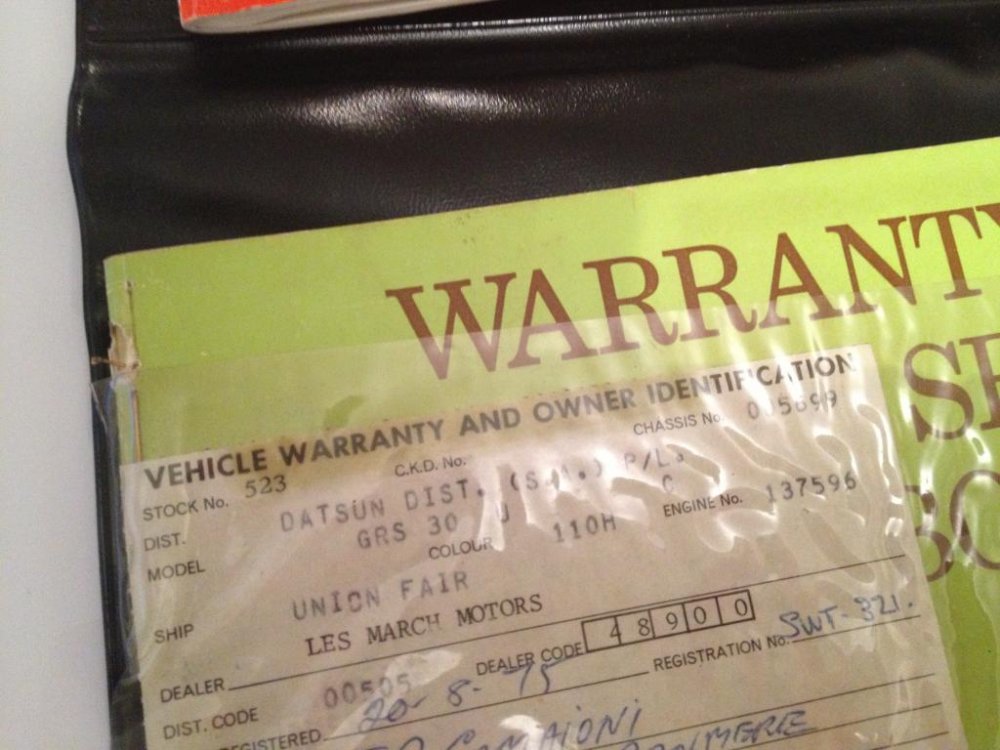 WARRANTY
VEHICLE WARRANTY AND OWNER IDENTIFICATION
STOCK No. 523 C.K.D. No. CHASSIS No. 005699
DIST. DATSUN DIST. (S.A.) P/L.
MODEL GRS 30 U COLOUR 110H C ENGINE No. 137596
SHIP UNION FAIR
LES MARCH MOTORS
DEALER DEALER CODE 48900
DIST. CODE 00505 REGISTRATION No. SWT-321.
20-8-75